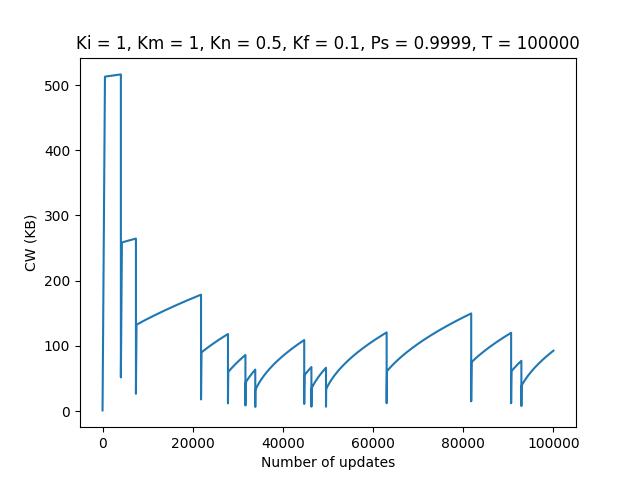 Ki = 1, Km = 1, Kn = 0.5, Kf = 0.1, Ps = 0.9999, T = 100000
500
400
300
200
100
0
CW (KB)
0 20000 40000 60000 80000 100000
Number of updates